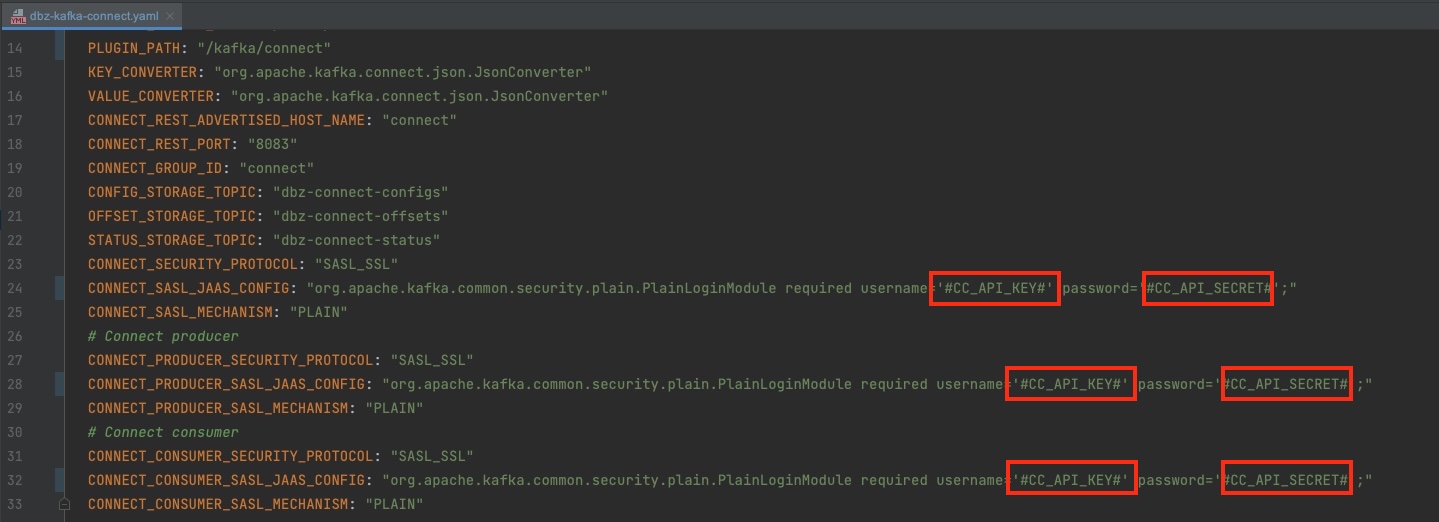 dbz-kafka-connect.yaml
14 PLUGIN_PATH: "/kafka/connect"
15 KEY_CONVERTER: "org.apache.kafka.connect.json.JsonConverter"
16 VALUE_CONVERTER: "org.apache.kafka.connect.json.JsonConverter"
17 CONNECT_REST_ADVERTISED_HOST_NAME: "connect"
18 CONNECT_REST_PORT: "8083"
19 CONNECT_GROUP_ID: "connect"
20 CONFIG_STORAGE_TOPIC: "dbz-connect-configs"
21 OFFSET_STORAGE_TOPIC: "dbz-connect-offsets"
22 STATUS_STORAGE_TOPIC: "dbz-connect-status"
23 CONNECT_SECURITY_PROTOCOL: "SASL_SSL"
24 CONNECT_SASL_JAAS_CONFIG: "org.apache.kafka.common.security.plain.PlainLoginModule required username='#CC_API_KEY#' password='#CC_API_SECRET#';"
25 CONNECT_SASL_MECHANISM: "PLAIN"
26 # Connect producer
27 CONNECT_PRODUCER_SECURITY_PROTOCOL: "SASL_SSL"
28 CONNECT_PRODUCER_SASL_JAAS_CONFIG: "org.apache.kafka.common.security.plain.PlainLoginModule required username='#CC_API_KEY#' password='#CC_API_SECRET#';"
29 CONNECT_PRODUCER_SASL_MECHANISM: "PLAIN"
30 # Connect consumer
31 CONNECT_CONSUMER_SECURITY_PROTOCOL: "SASL_SSL"
32 CONNECT_CONSUMER_SASL_JAAS_CONFIG: "org.apache.kafka.common.security.plain.PlainLoginModule required username='#CC_API_KEY#' password='#CC_API_SECRET#';"
33 CONNECT_CONSUMER_SASL_MECHANISM: "PLAIN"